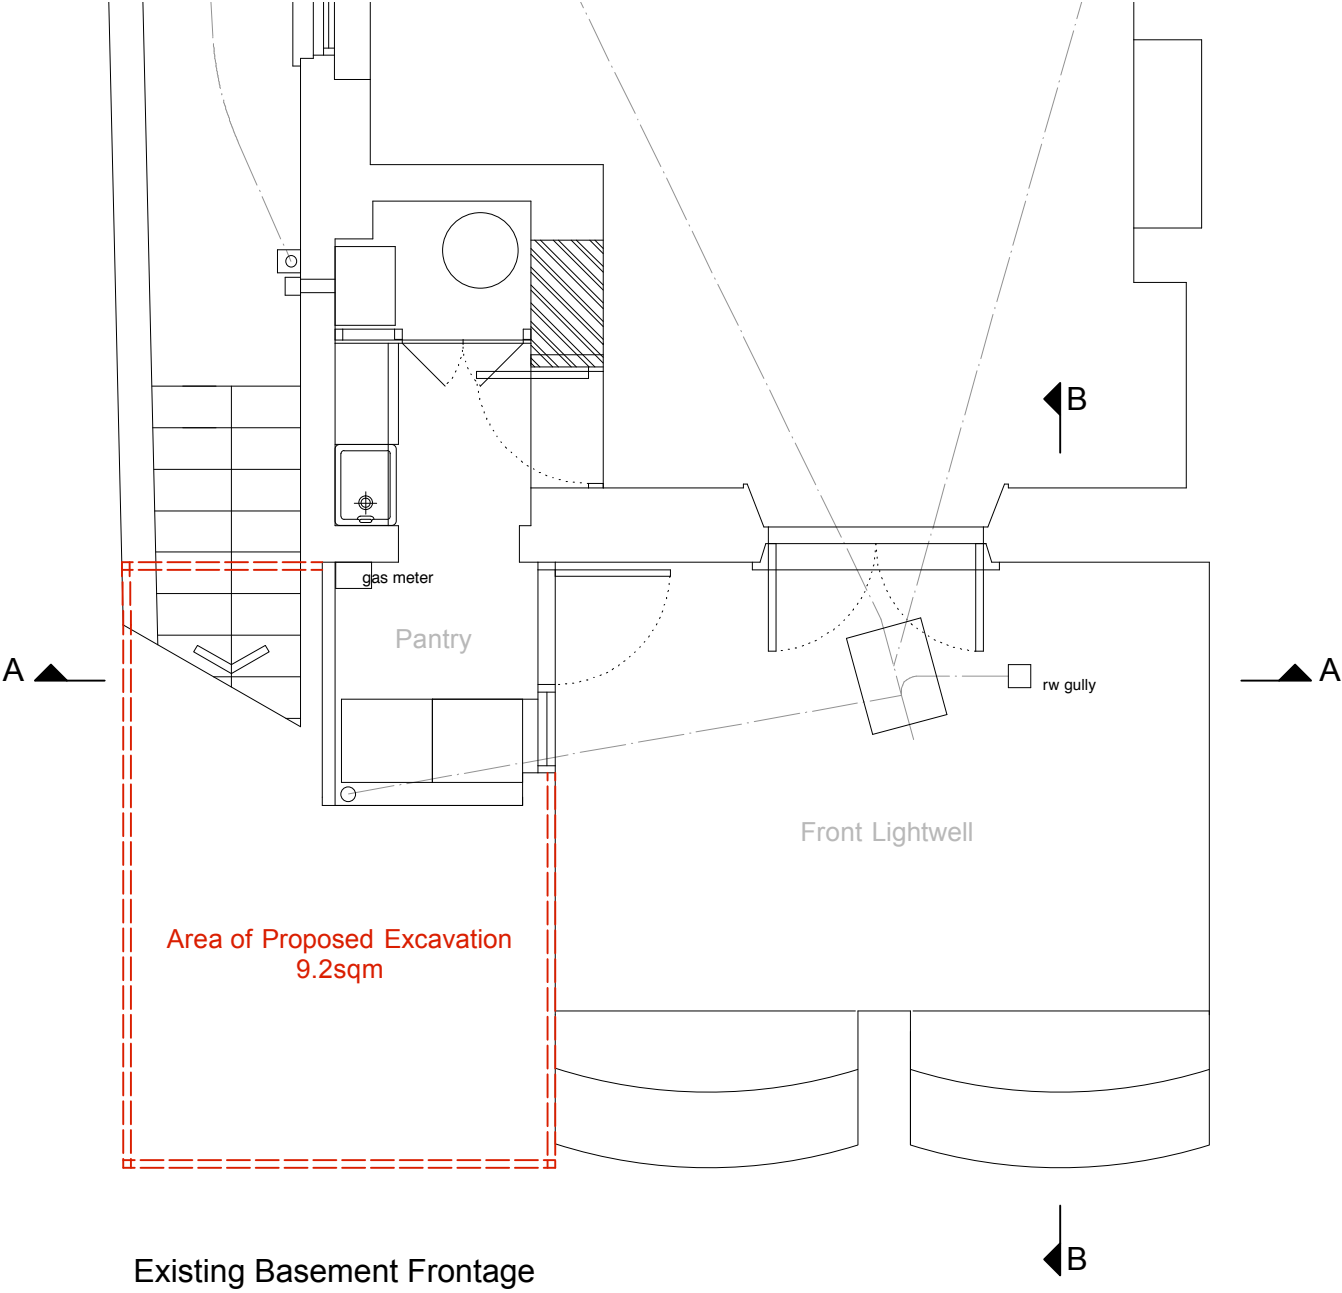 B
gas meter
Pantry
A
A
rw gully
Front Lightwell
Area of Proposed Excavation
9.2sqm
B
Existing Basement Frontage